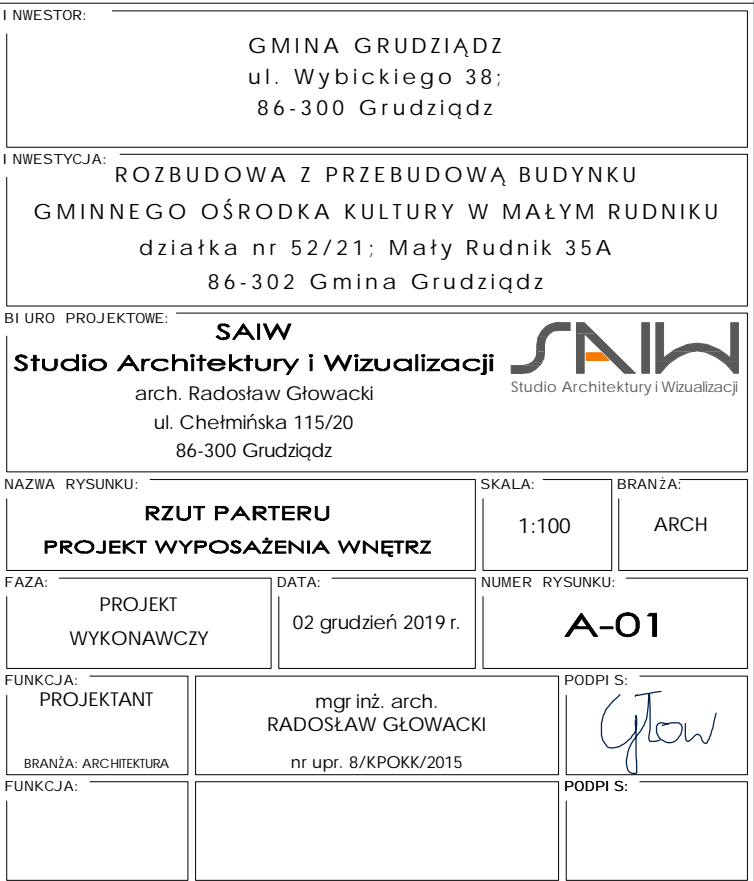 INWESTOR:
GMINA GRUDZIĄDZ
ul. Wybickiego 38;
86-300 Grudziądz
INWESTYCJA:
ROZBUDOWA Z PRZEBUDOWĄ BUDYNKU
GMINNEGO OŚRODKA KULTURY W MAŁYM RUDNIKU
działka nr 52/21; Mały Rudnik 35A
86-302 Gmina Grudziądz
BIURO PROJEKTOWE:
SAIW
Studio Architektury i Wizualizacji
arch. Radosław Głowacki
ul. Chełmińska 115/20
86-300 Grudziądz
SAIW
Studio Architektury i Wizualizacji
NAZWA RYSUNKU:
RZUT PARTERU
PROJEKT WYPOSAŻENIA WNĘTRZ
SKALA:
1:100
BRANŻA:
ARCH
FAZA:
PROJEKT
WYKONAWCZY
DATA:
02 grudzień 2019 r.
NUMER RYSUNKU:
A-01
FUNKCJA:
PROJEKTANT
BRANŻA: ARCHITEKTURA
mgr inż. arch.
RADOSŁAW GŁOWACKI
nr upr. 8/KPOKK/2015
PODPIS:
Głow
FUNKCJA:
PODPIS: